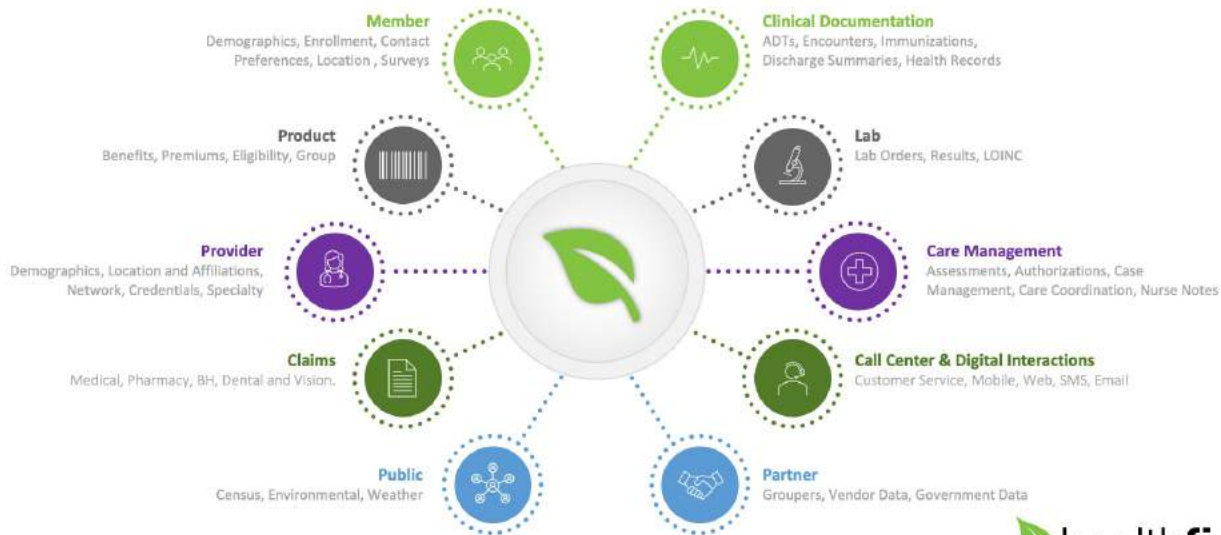 Member
Demographics, Enrollment, Contact
Preferences, Location , Surveys
Clinical Documentation
ADTs, Encounters, Immunizations,
Discharge Summaries, Health Records
Product
Benefits, Premiums, Eligibility, Group
Lab
Lab Orders, Results, LOINC
Provider
Demographics, Location and Affiliations,
Network, Credentials, Specialty
Care Management
Assessments, Authorizations, Case
Management, Care Coordination, Nurse Notes
Claims
Medical, Pharmacy, BH, Dental and Vision.
Call Center & Digital Interactions
Customer Service, Mobile, Web, SMS, Email
Public
Census, Environmental, Weather
Partner
Groupers, Vendor Data, Government Data